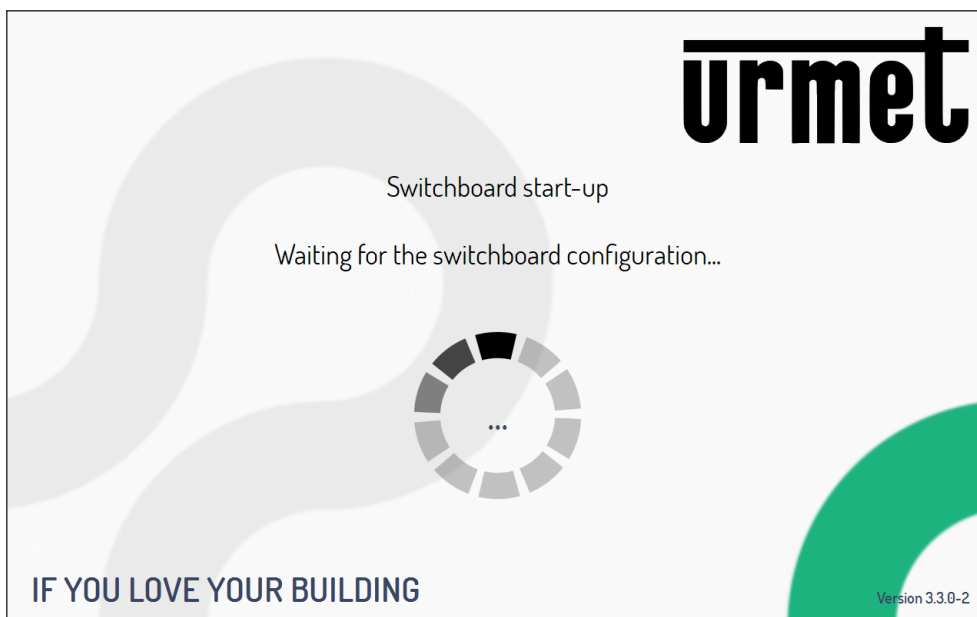 urmet
Switchboard start-up
Waiting for the switchboard configuration...
...
IF YOU LOVE YOUR BUILDING
Version 3.3.0-2